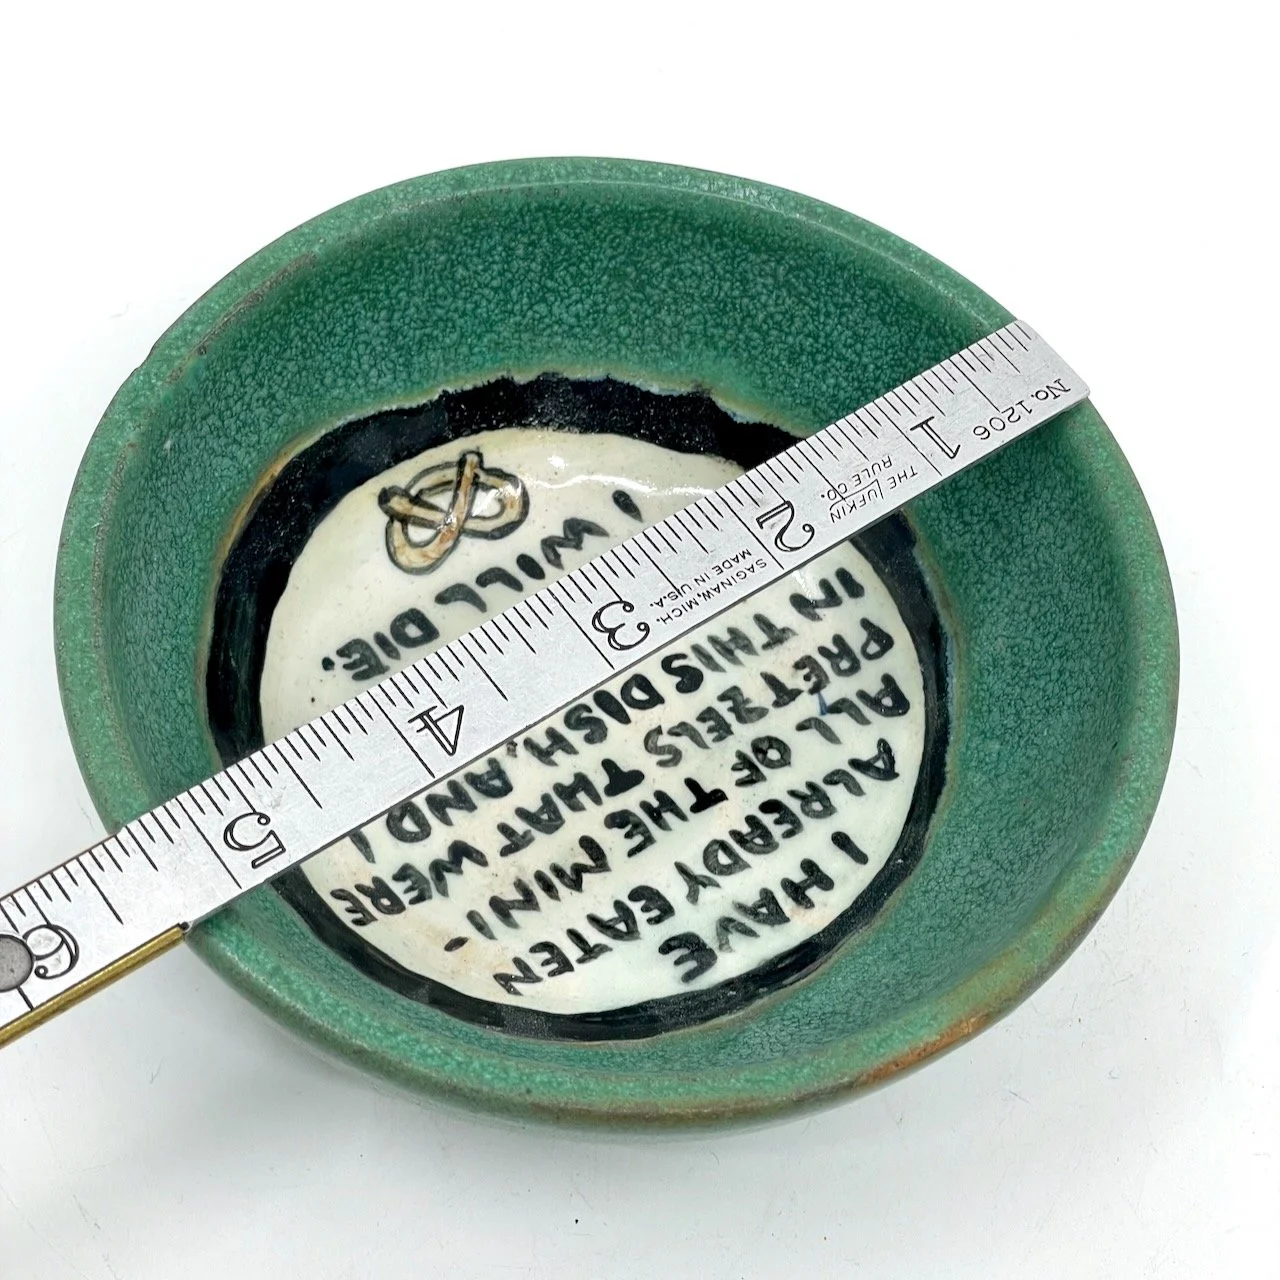 I HAVE
ALREADY EATEN
ALL OF THE MINI
PRETZELS THAT WERE
IN THIS DISH, AND I
I WILL DIE.
No. 1206
1
THE LUFKIN
RULE CO.
2
SAGINAW, MICH.
MADE IN U.S.A.
3
4
5
6